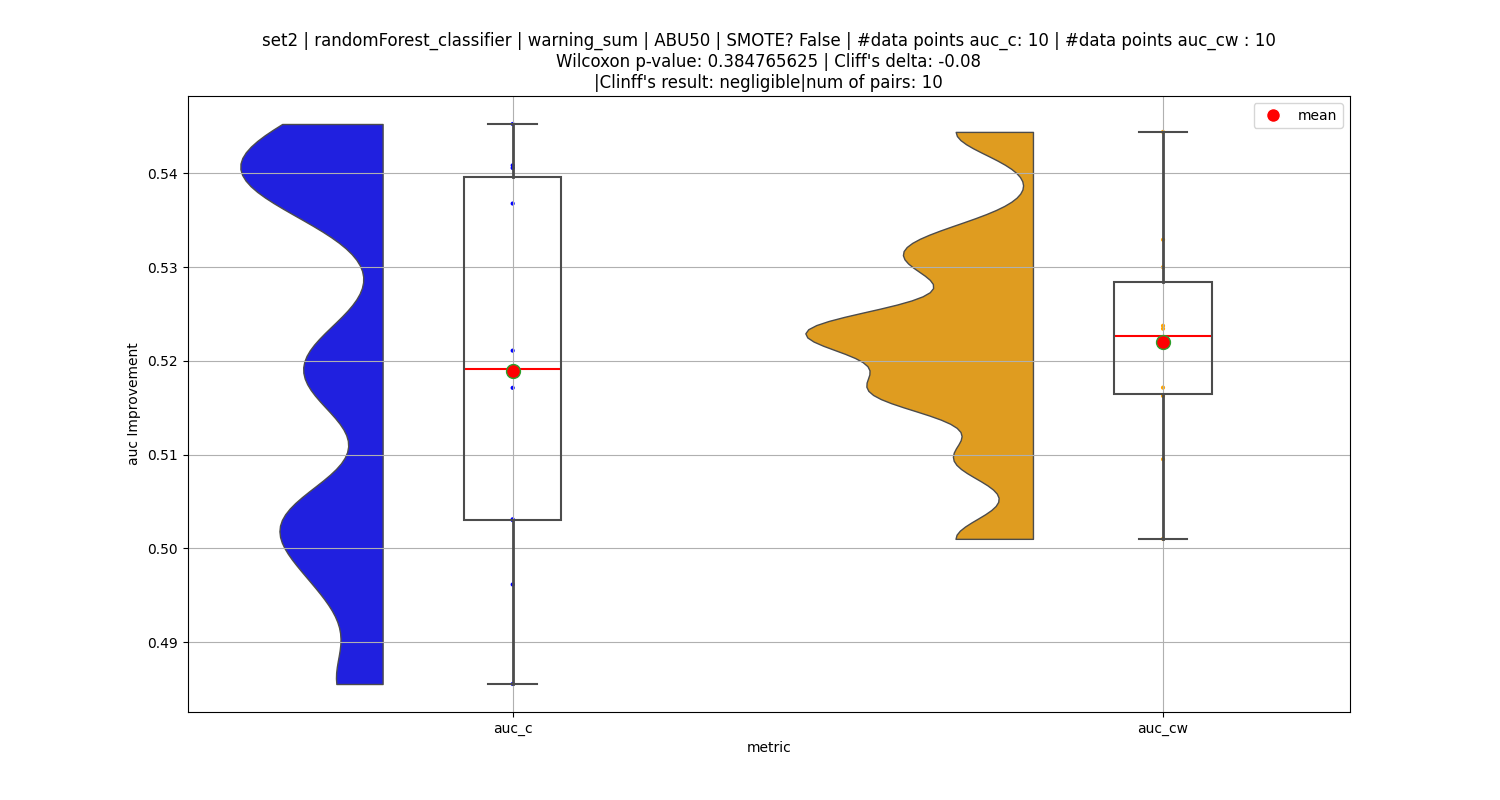 set2 | randomForest_classifier | warning_sum | ABU50 | SMOTE? False | #data points auc_c: 10 | #data points auc_cw : 10
Wilcoxon p-value: 0.384765625 | Cliff's delta: -0.08
|Clinff's result: negligible|num of pairs: 10
mean
0.54
0.53
0.52
0.51
0.50
0.49
auc Improvement
auc_c
auc_cw
metric